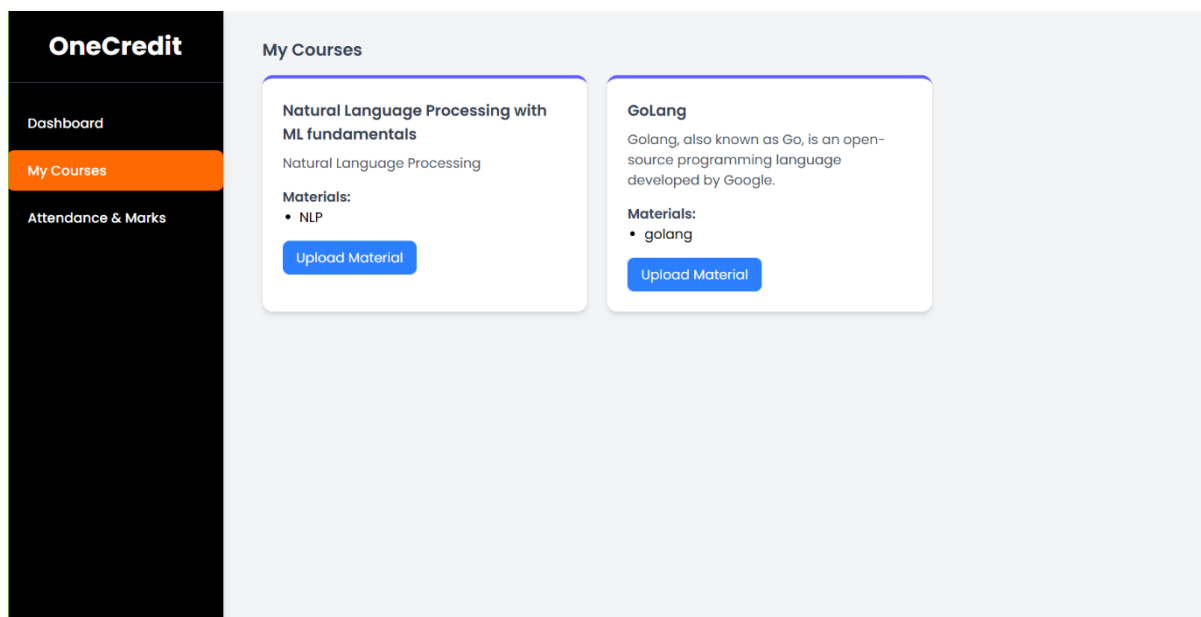 OneCredit
Dashboard
My Courses
Attendance & Marks
My Courses
Natural Language Processing with
ML fundamentals
Natural Language Processing
Materials:
• NLP
Upload Material
GoLang
Golang, also known as Go, is an open-
source programming language
developed by Google.
Materials:
• golang
Upload Material